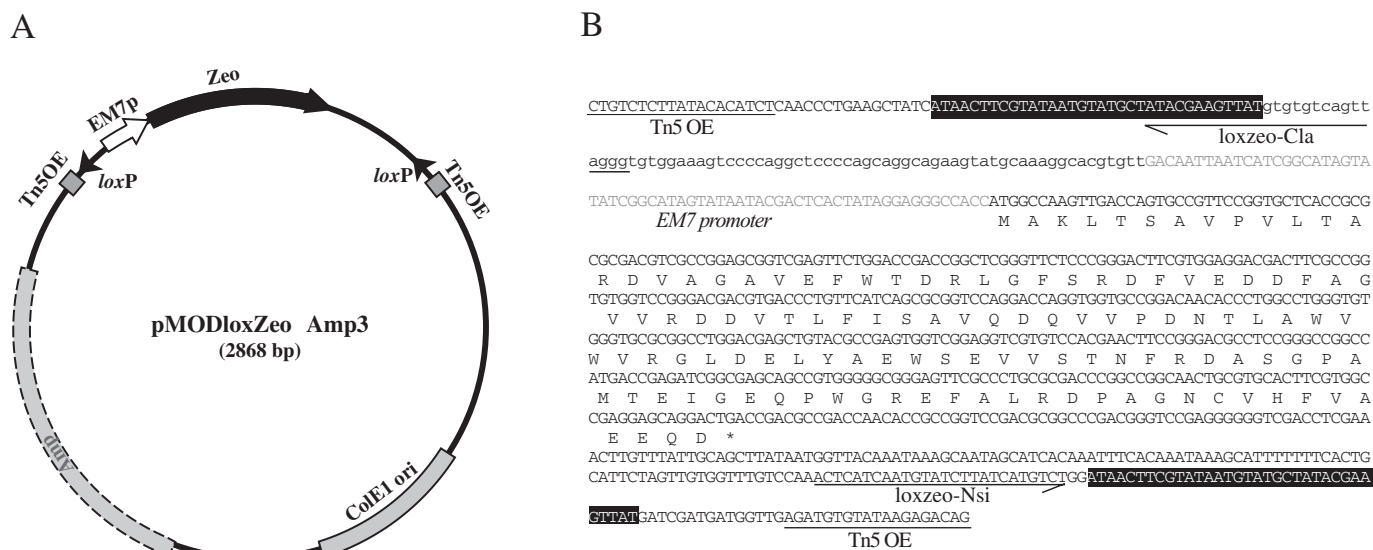 A
Zeo
EM7p
Tn5OE
loxP
loxP
Tn5OE
pMODloxZeo Amp3
(2868 bp)
Amp
ColE1 ori
B
CTGTCTCTTATACACATCTCAACCCTGAAGCTATCATAACTTCGTATAATGTATGCTATACGAAGTTATgtgtgtcagtt
Tn5 OE
loxzeo-Cla
agggtgtggaaagtccccaggctccccagcaggcagaagtatgcaaaggcacgtgttGACAATTAATCATCGGCATAGTA
TATCGGCATAGTATAATACGACTCACTATAGGAGGGCCACCATGGCCAAGTTGACCAGTGCCGTTCCGGTGCTCACCGCG
EM7 promoter
M A K L T S A V P V L T A
CGCGACGTCGCCGGAGCGGTCGAGTTCTGGACCGACCGGCTCGGGTTCTCCCGGGACTTCGTGGAGGACGACTTCGCCGG
R D V A G A V E F W T D R L G F S R D F V E D D F A G
TGTGGTCCGGGACGACGTGACCCTGTTCATCAGCGCGGTCCAGGACCAGGTGGTGCCGGACAACACCCTGGCCTGGGTGT
V V R D D V T L F I S A V Q D Q V V P D N T L A W V
GGGTGCGCGGCCTGGACGAGCTGTACGCCGAGTGGTCGGAGGTCGTGTCCACGAACTTCCGGGACGCCTCCGGGCCGGCC
W V R G L D E L Y A E W S E V V S T N F R D A S G P A
ATGACCGAGATCGGCGAGCAGCCGTGGGGGCGGGAGTTCGCCCTGCGCGACCCGGCCGGCAACTGCGTGCACTTCGTGGC
M T E I G E Q P W G R E F A L R D P A G N C V H F V A
CGAGGAGCAGGACTGACCGACGCCGACCAACACCGCCGGTCCGACGCGGCCCGACGGGTCCGAGGGGGGTCGACCTCGAA
E E Q D *
ACTTGTTTATTGCAGCTTATAATGGTTACAAATAAAGCAATAGCATCACAAATTTCACAAATAAAGCATTTTTTTCACTG
CATTCTAGTTGTGGTTTGTCCAAACTCATCAATGTATCTTATCATGTCTGGATAACTTCGTATAATGTATGCTATACGAA
loxzeo-Nsi
GTTATGATCGATGATGGTTGAGATGTGTATAAGAGACAG
Tn5 OE